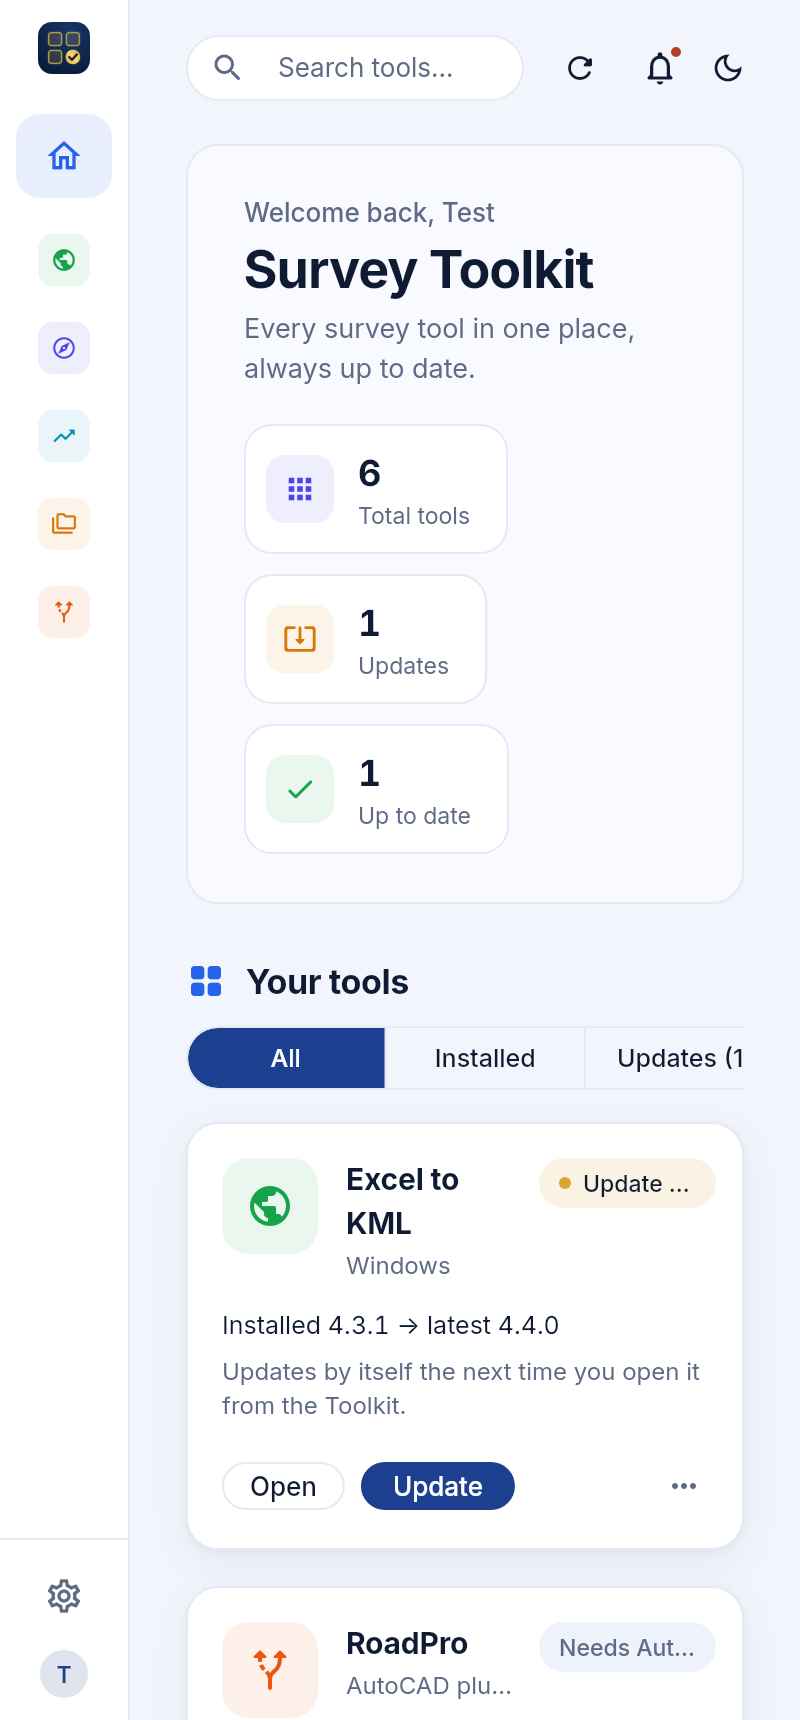 Search tools...
Welcome back, Test
Survey Toolkit
Every survey tool in one place,
always up to date.
6
Total tools
1
Updates
1
Up to date
Your tools
All
Installed
Updates (1
Excel to
KML
Update ...
Windows
Installed 4.3.1 → latest 4.4.0
Updates by itself the next time you open it
from the Toolkit.
Open
Update
RoadPro
Needs Aut...
AutoCAD plu...
T